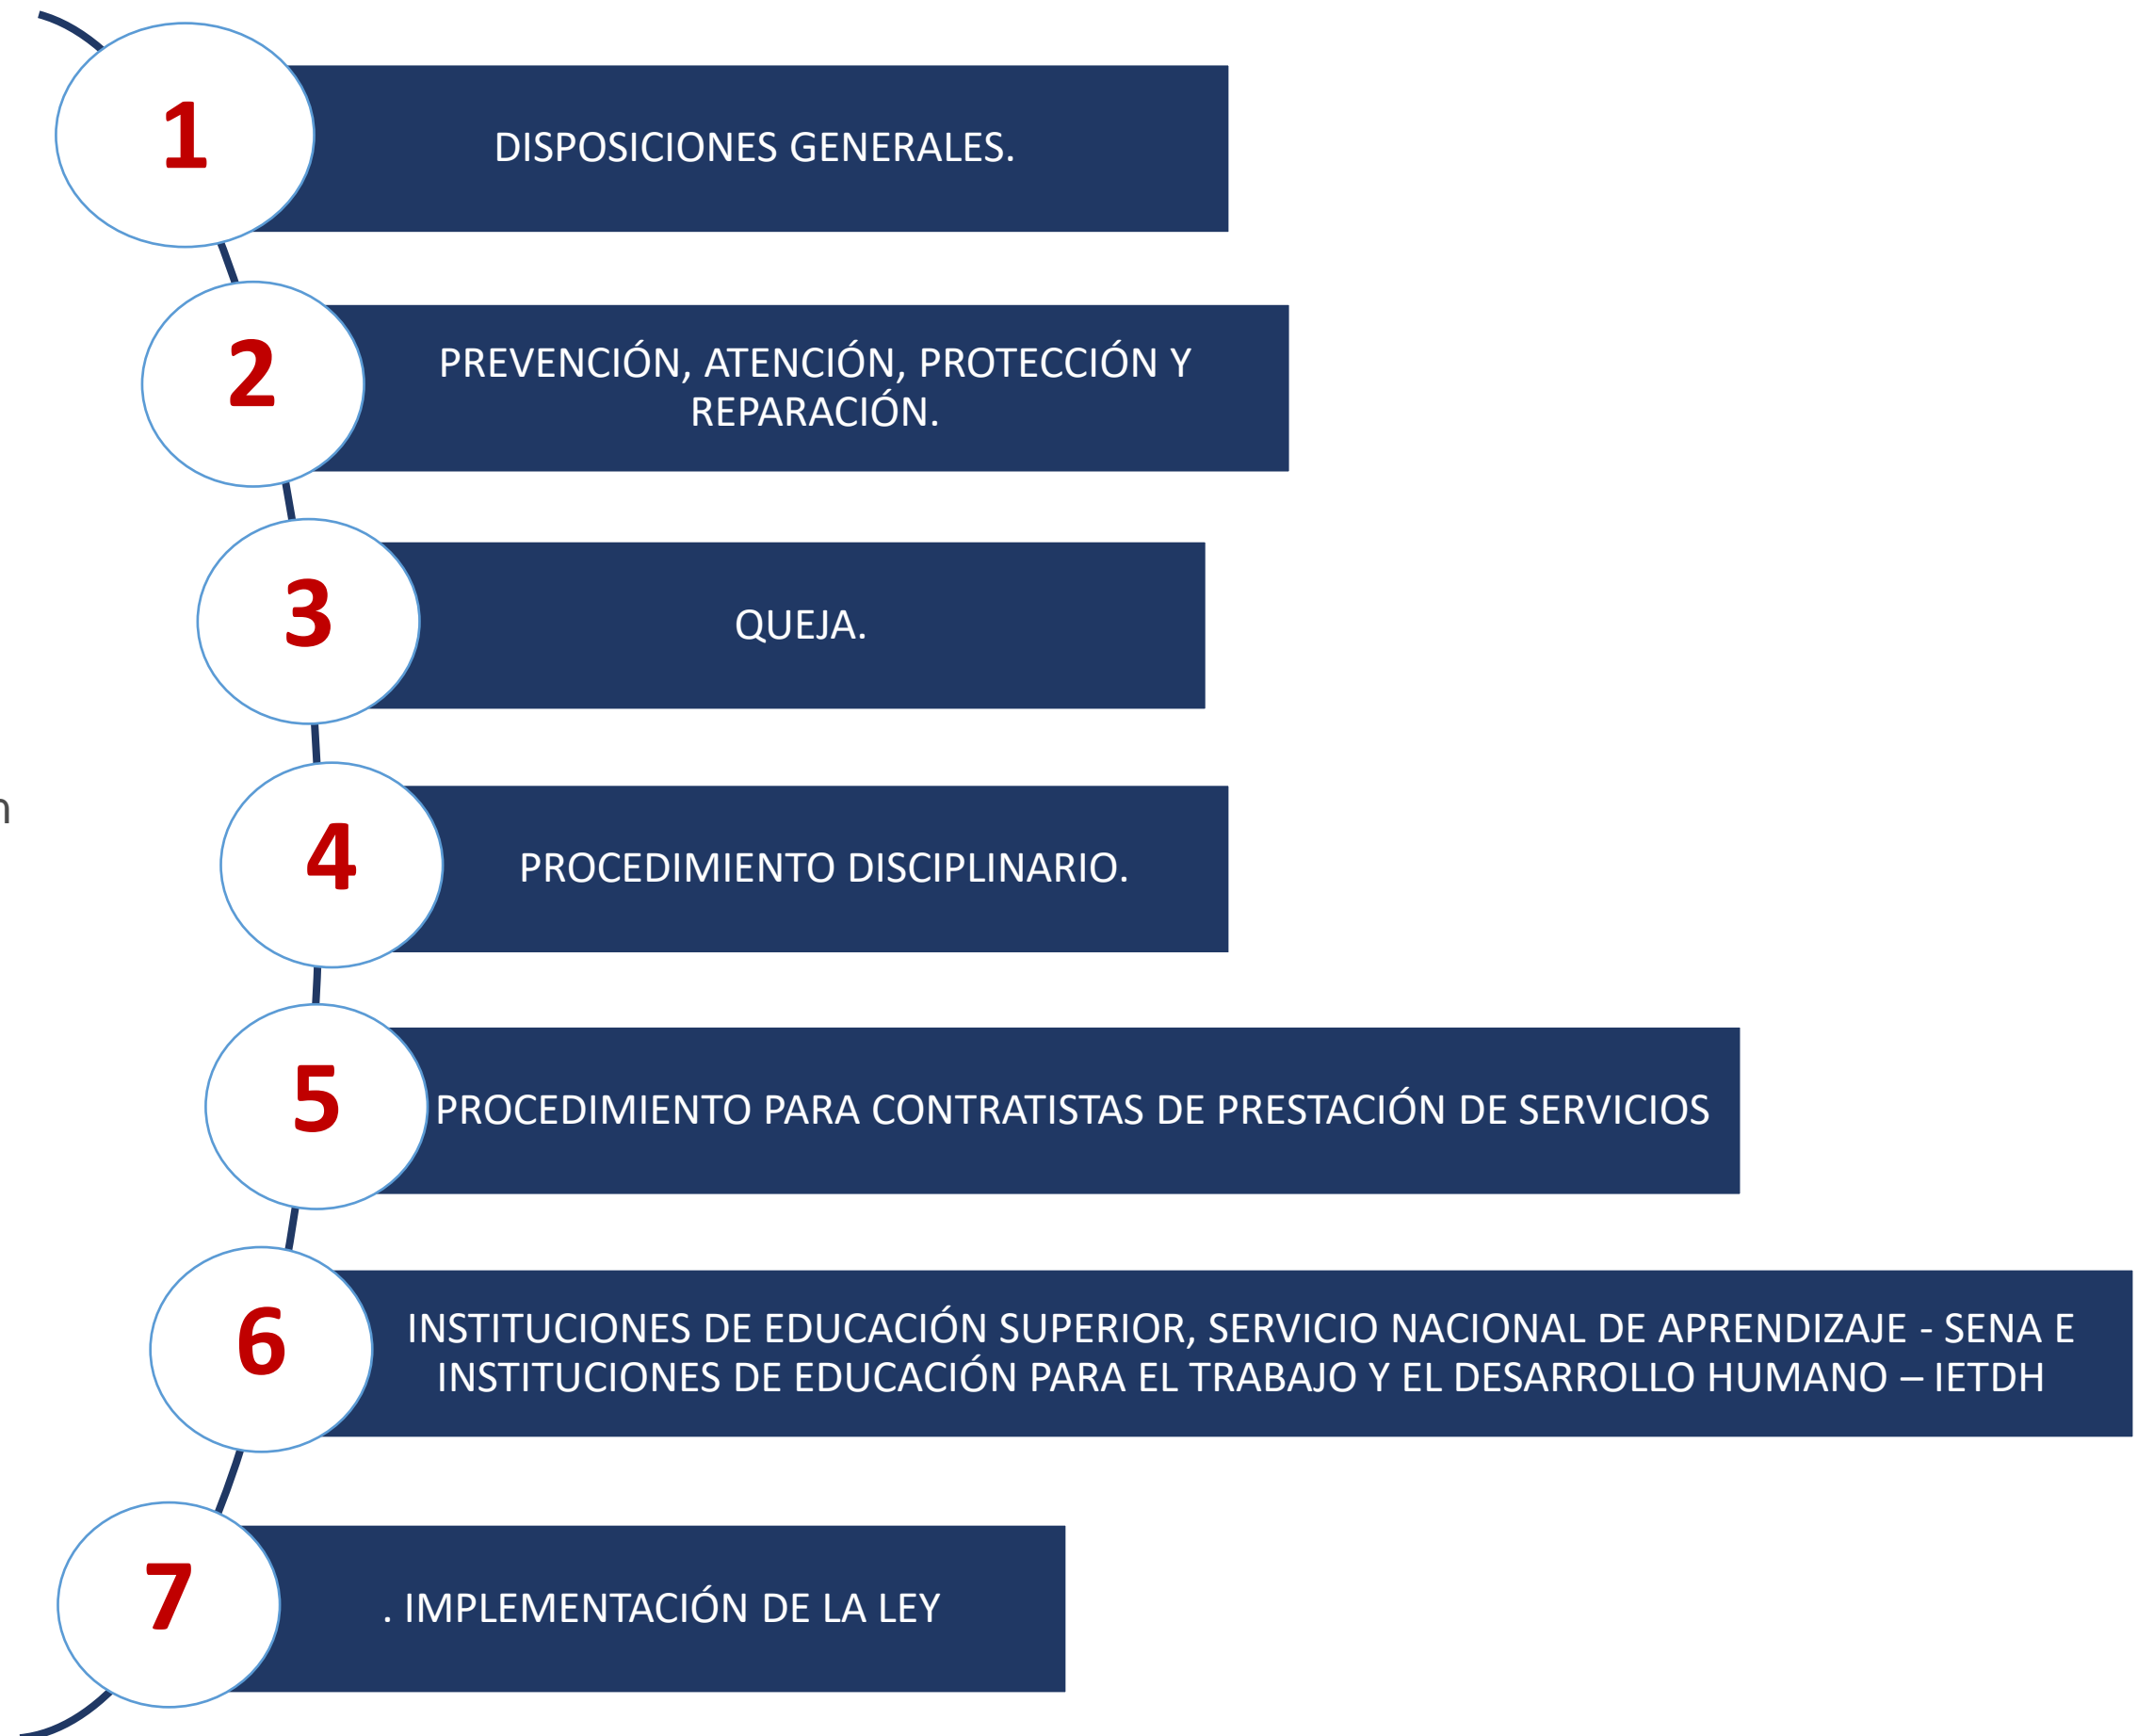 1
DISPOSICIONES GENERALES.
2
PREVENCIÓN, ATENCIÓN, PROTECCIÓN Y
REPARACIÓN.
3
QUEJA.
4
PROCEDIMIENTO DISCIPLINARIO.
5
PROCEDIMIENTO PARA CONTRATISTAS DE PRESTACIÓN DE SERVICIOS
6
INSTITUCIONES DE EDUCACIÓN SUPERIOR, SERVICIO NACIONAL DE APRENDIZAJE - SENA E
INSTITUCIONES DE EDUCACIÓN PARA EL TRABAJO Y EL DESARROLLO HUMANO – IETDH
7
. IMPLEMENTACIÓN DE LA LEY